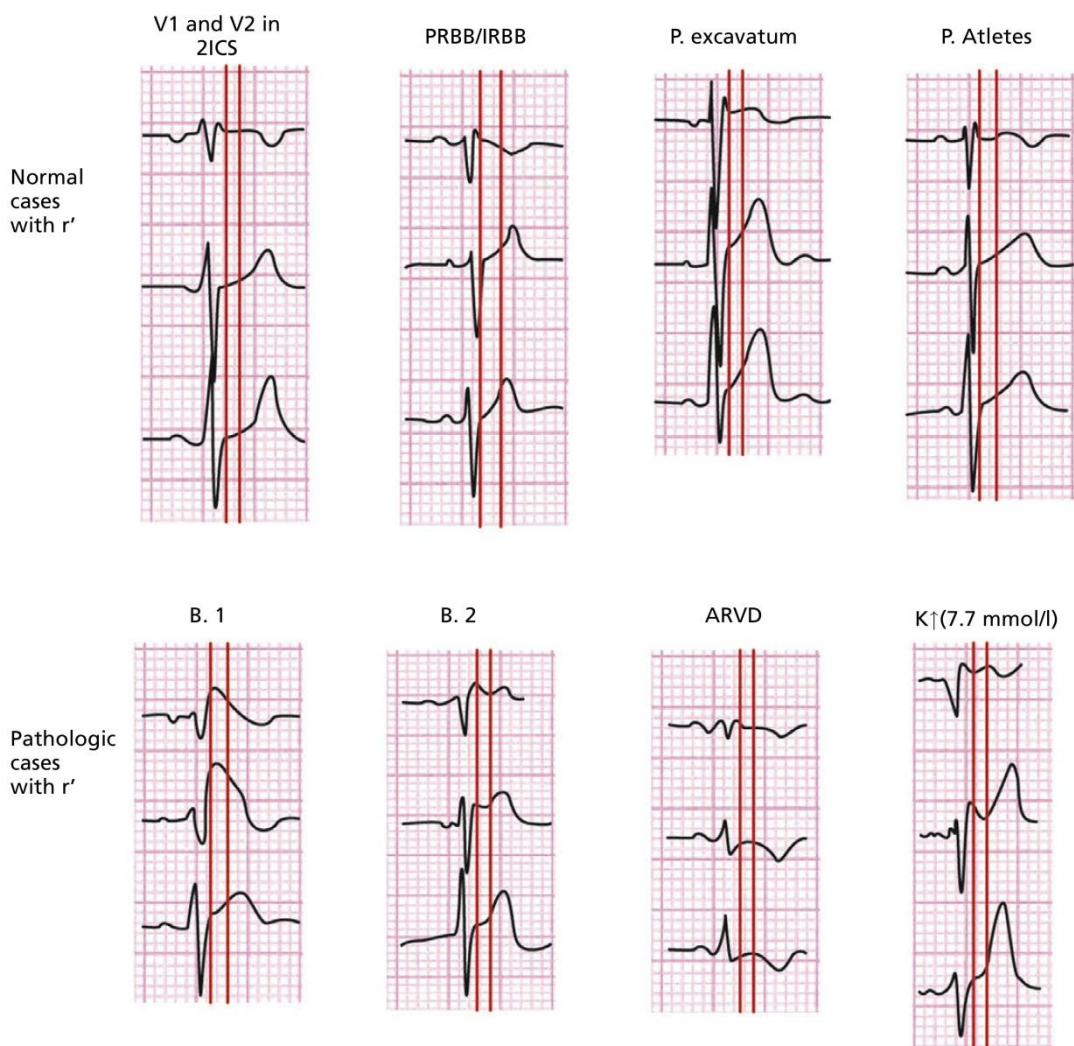 V1 and V2 in
2ICS
PRBB/IRBB
P. excavatum
P. Atletes
Normal
cases
with r’
B. 1
B. 2
ARVD
K↑(7.7 mmol/l)
Pathologic
cases
with r’